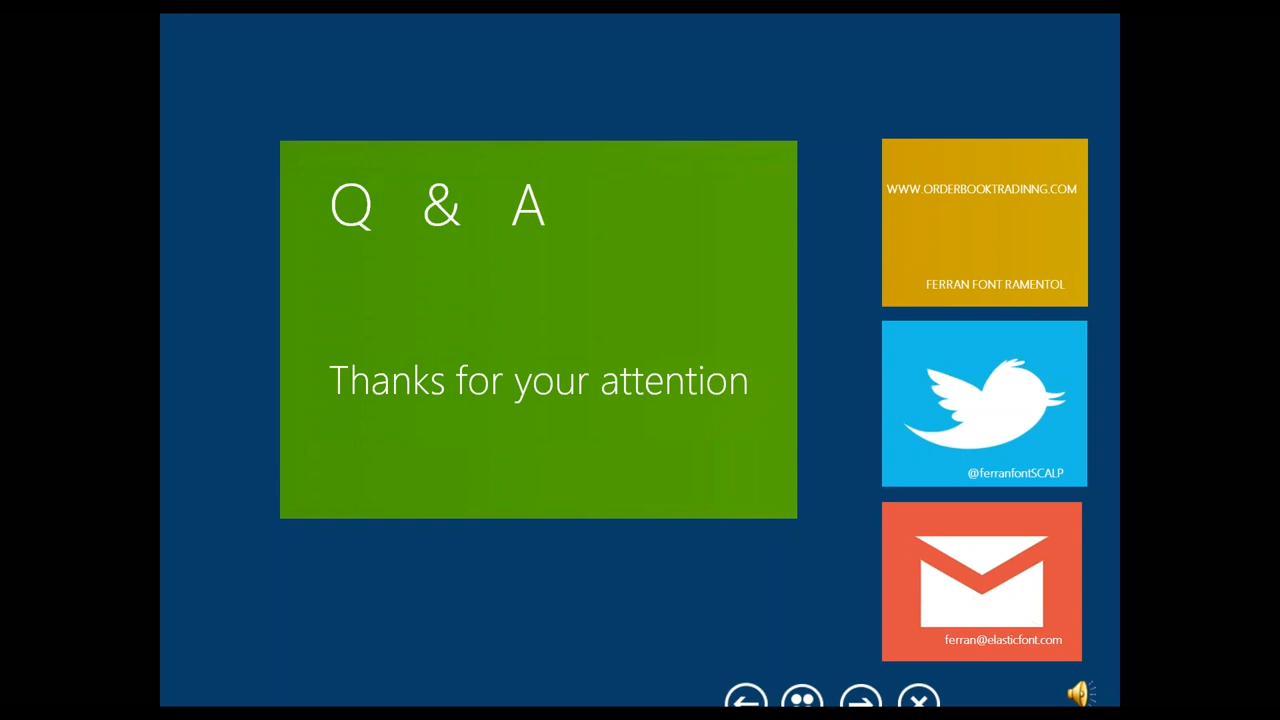 Q & A
Thanks for your attention
WWW.ORDERBOOKTRADINNG.COM
FERRAN FONT RAMENTOL
@ferranfontSCALP
ferran@elasticfont.com